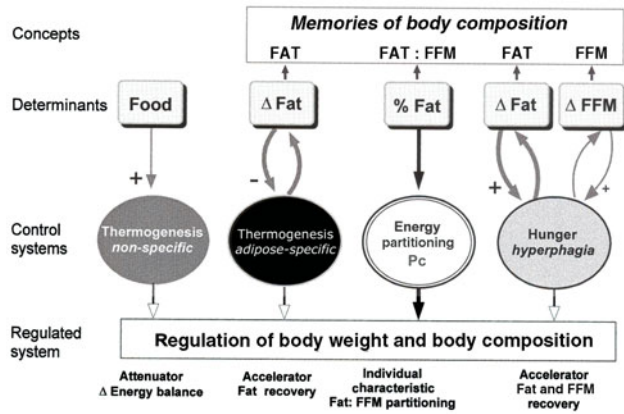 Concepts
Memories of body composition
FAT FAT : FFM FAT FFM
Determinants
Food Δ Fat % Fat Δ Fat Δ FFM
+ - + +
Control
systems
Thermogenesis
non-specific
Thermogenesis
adipose-specific
Energy
partitioning
Pc
Hunger
hyperphagia
Regulated
system
Regulation of body weight and body composition
Attenuator
Δ Energy balance
Accelerator
Fat recovery
Individual
characteristic
Fat: FFM partitioning
Accelerator
Fat and FFM
recovery